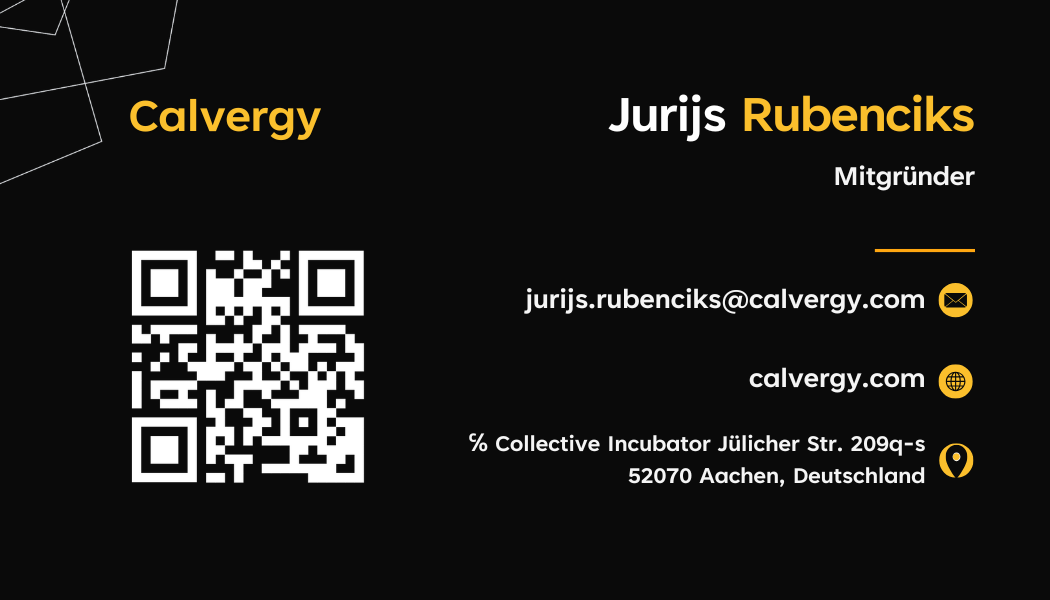 Calvergy
Jurijs Rubenciks
Mitgründer
jurijs.rubenciks@calvergy.com
calvergy.com
℅ Collective Incubator Jülicher Str. 209q-s
52070 Aachen, Deutschland